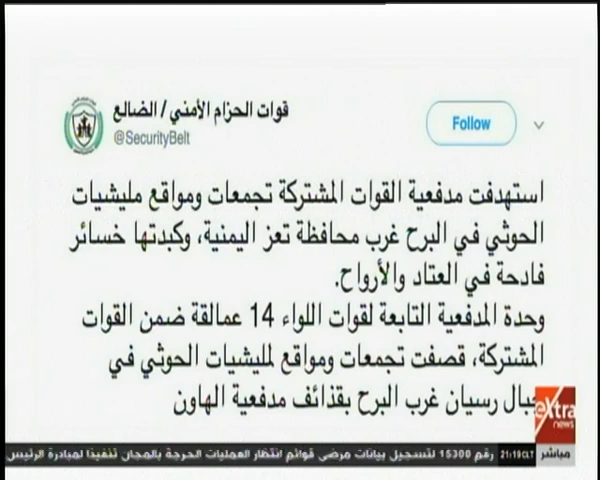 قوات الحزام الأمني / الضالع
@SecurityBelt
Follow
استهدفت مدفعية القوات المشتركة تجمعات ومواقع مليشيات
الحوثي في البرح غرب محافظة تعز اليمنية، وكبدتها خسائر
فادحة في العتاد والأرواح.
وحدة المدفعية التابعة لقوات اللواء 14 عمالقة ضمن القوات
المشتركة، قصفت تجمعات ومواقع لمليشيات الحوثي في
جبال رسيان غرب البرح بقذائف مدفعية الهاون
eXtra
news
مباشر
21:19CLT
رقم 15300 لتسجيل بيانات مرضى قوائم انتظار العمليات الحرجة بالمجان تنفيذا لمبادرة الرئيس